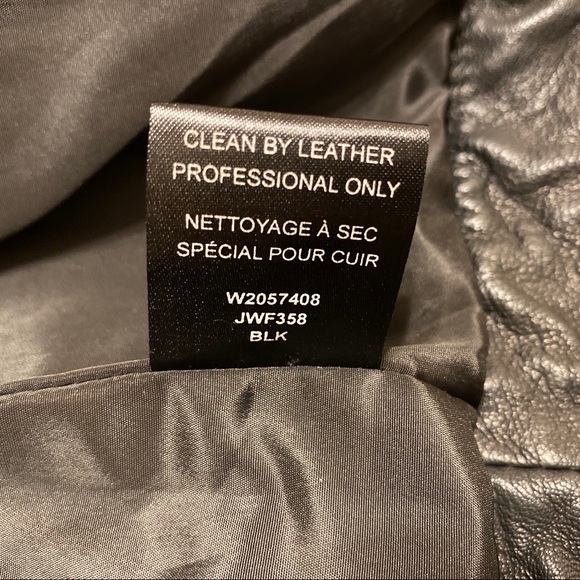 CLEAN BY LEATHER
PROFESSIONAL ONLY
NETTOYAGE À SEC
SPÉCIAL POUR CUIR
W2057408
JWF358
BLK